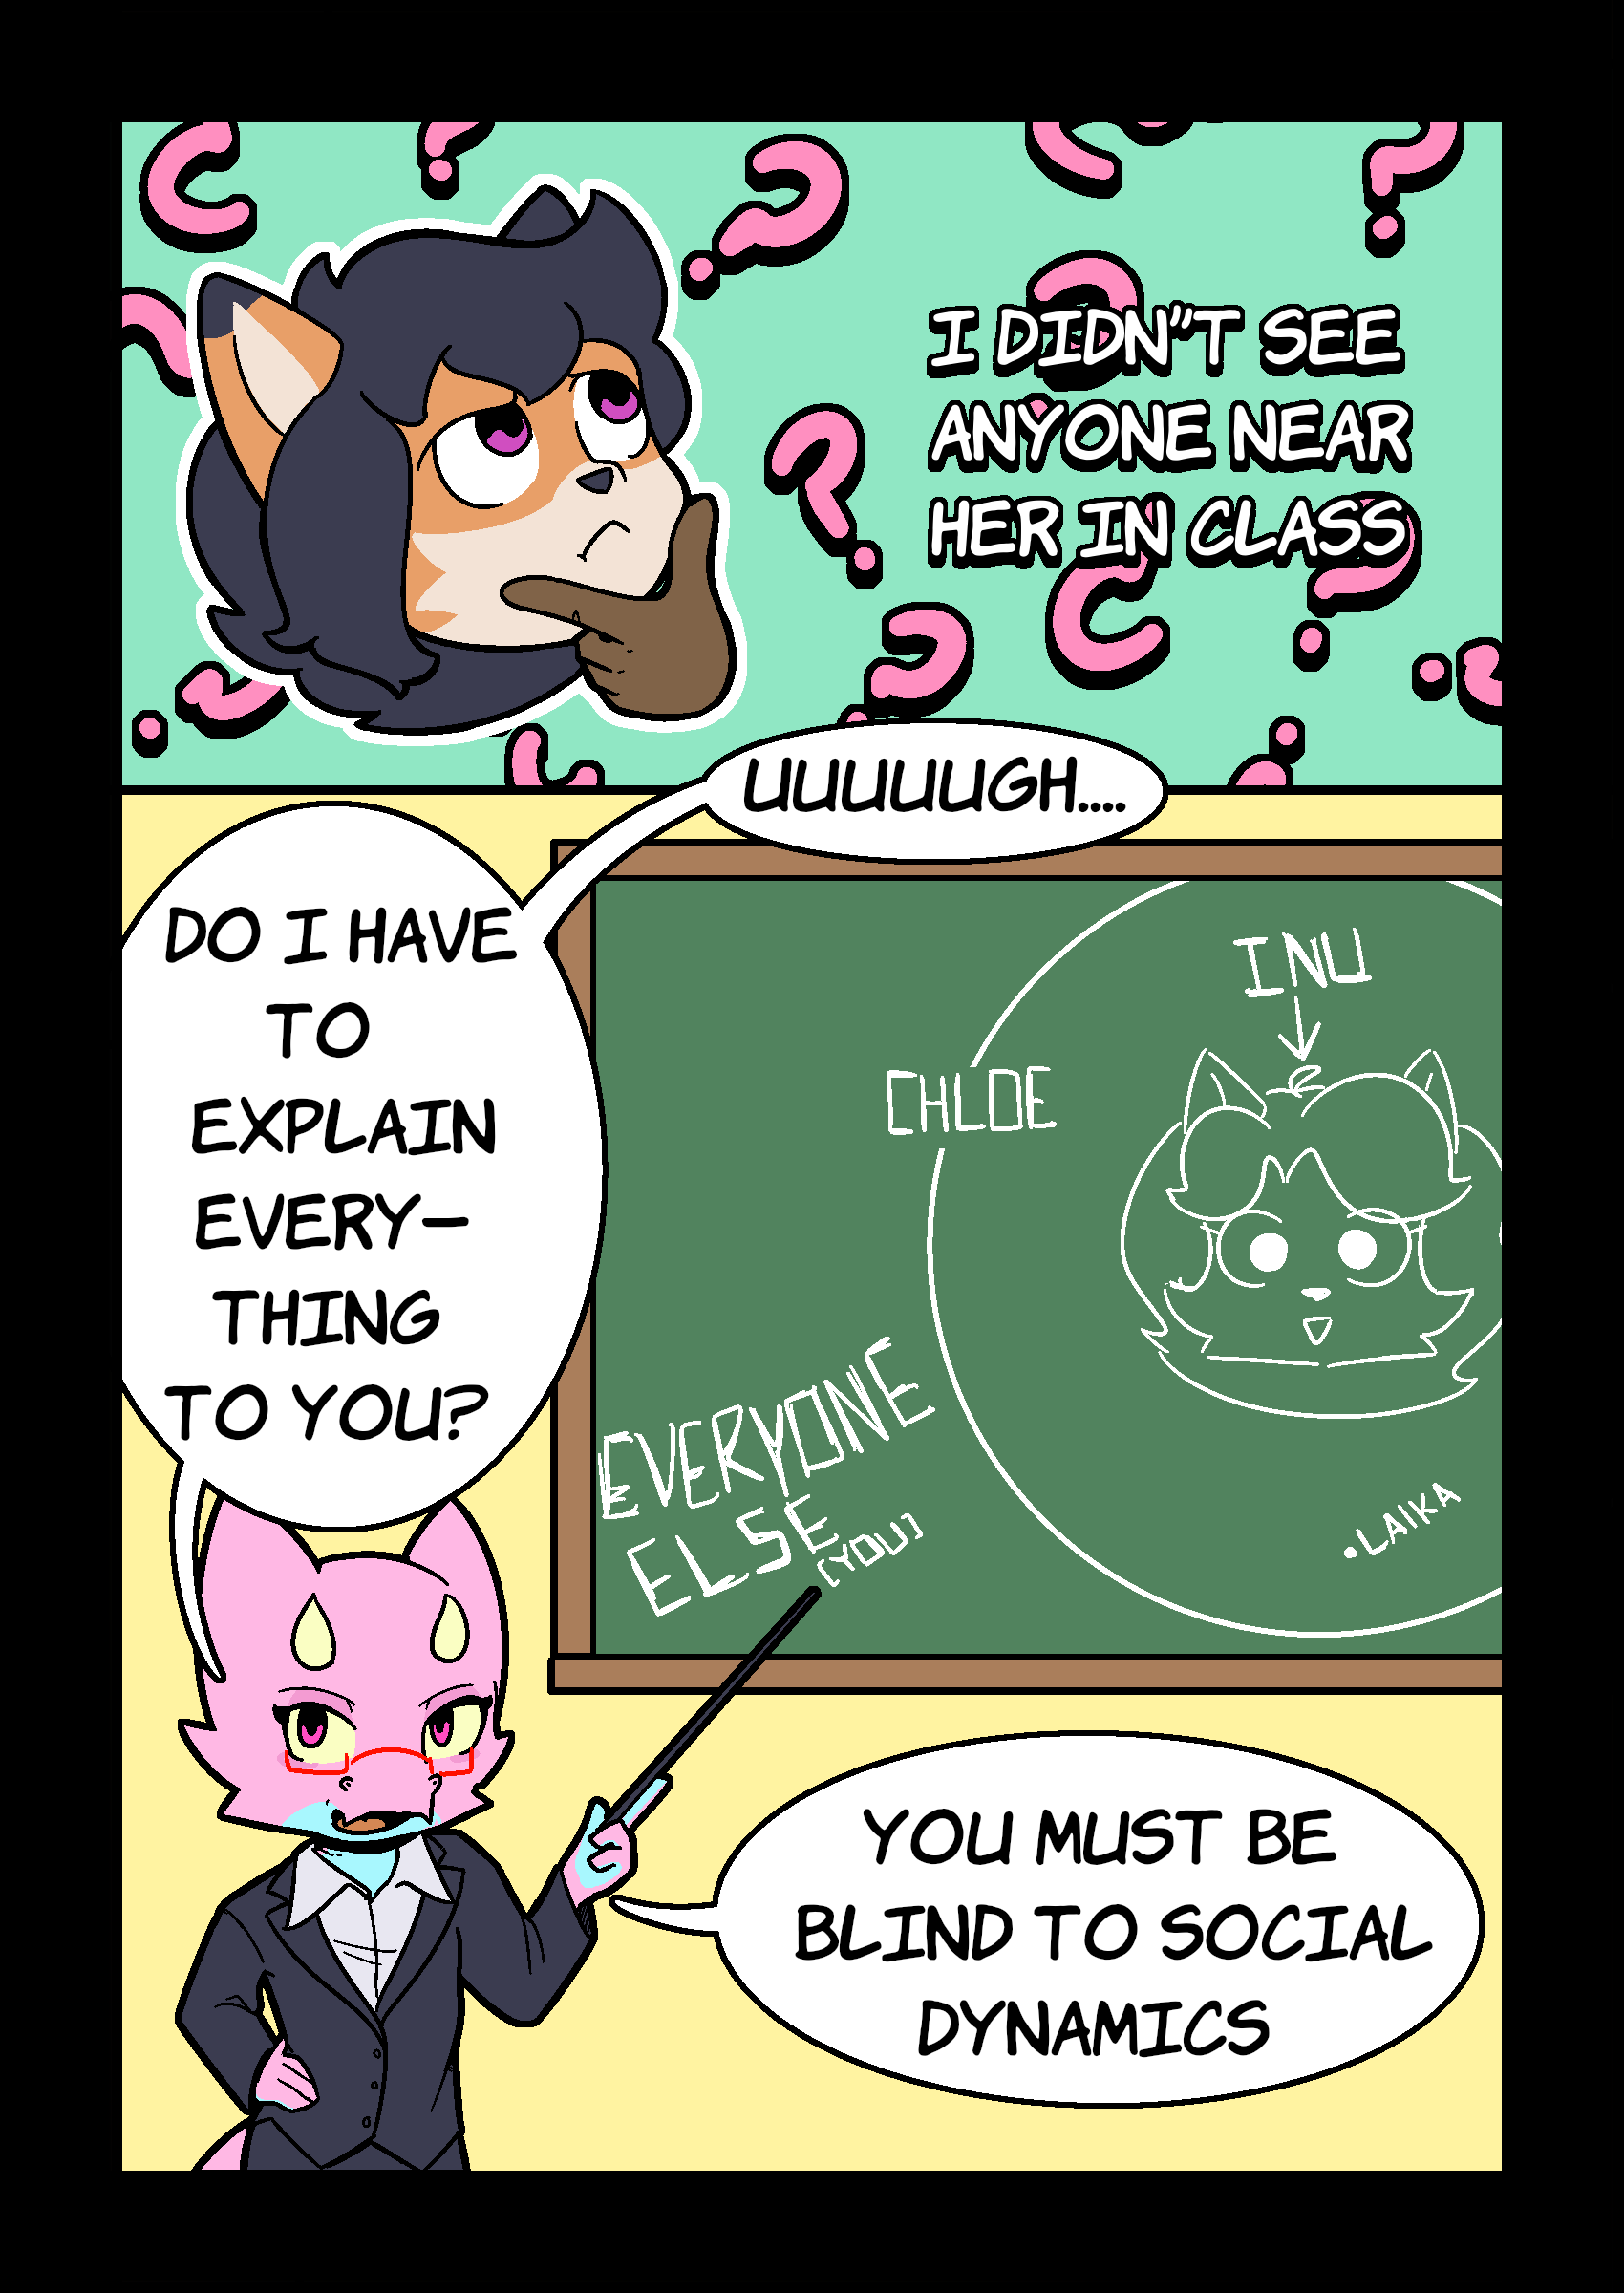 I DIDN"T SEE
ANYONE NEAR
HER IN CLASS
UUUUUGH....
DO I HAVE
TO
EXPLAIN
EVERY-
THING
TO YOU?
INU
CHLOE
EVERYONE
ELSE
(YOU)
.LAIKA
YOU MUST BE
BLIND TO SOCIAL
DYNAMICS